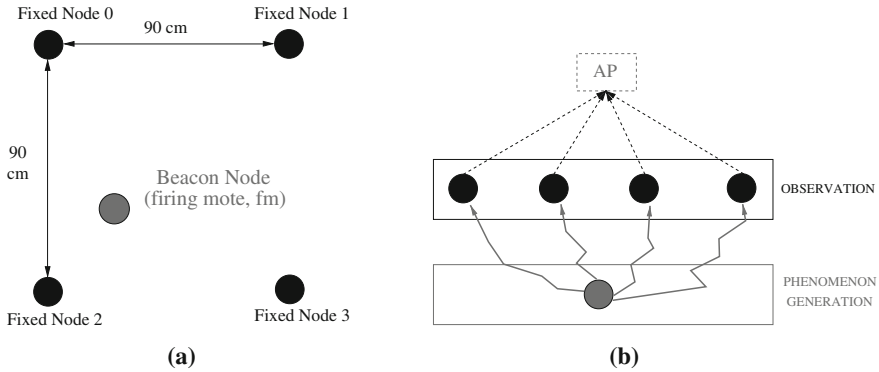 Fixed Node 0
Fixed Node 1
90 cm
90
cm
Beacon Node
(firing mote, fm)
Fixed Node 2
Fixed Node 3
(a)
AP
OBSERVATION
PHENOMENON
GENERATION
(b)